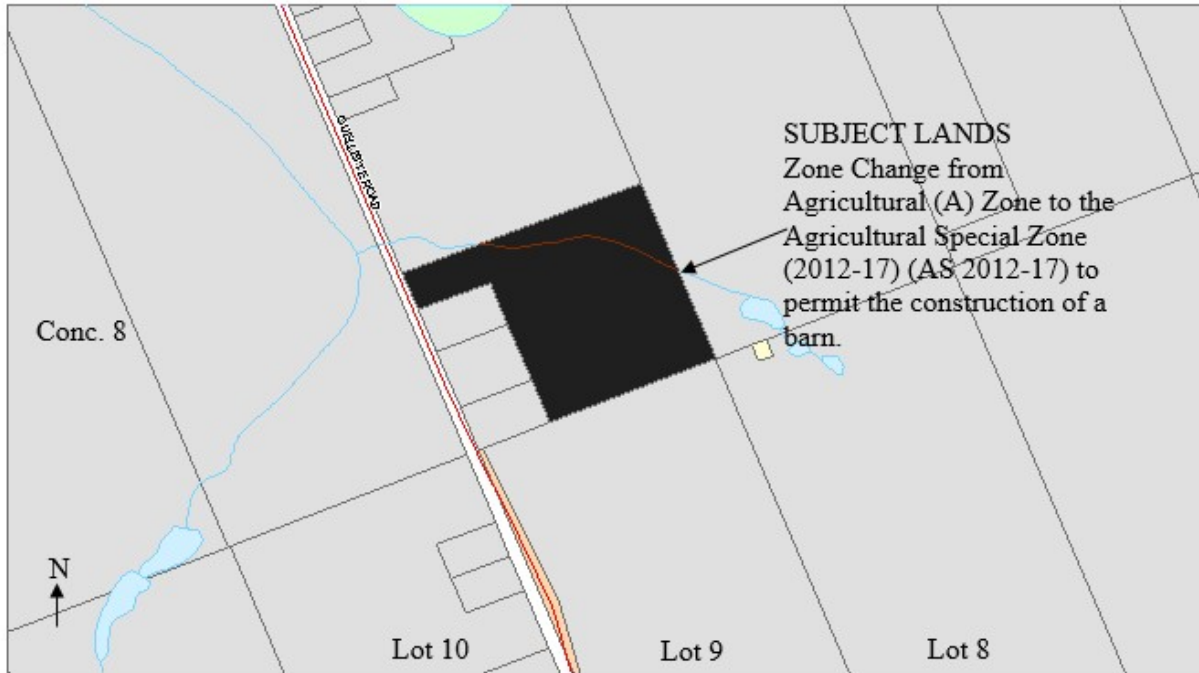 SUBJECT LANDS
Zone Change from
Agricultural (A) Zone to the
Agricultural Special Zone
(2012-17) (AS 2012-17) to
permit the construction of a
barn.
ROAD
Conc. 8
N
Lot 10
Lot 9
Lot 8